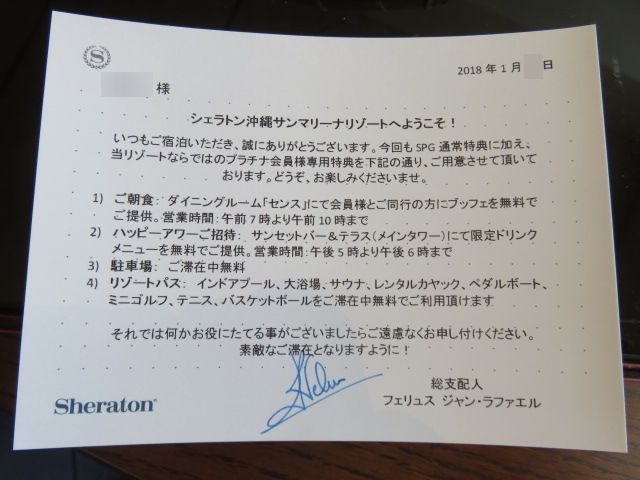 S
2018 年 1 月 日
様
シェラトン沖縄サンマリーナリゾートへようこそ！
いつもご宿泊いただき、誠にありがとうございます。今回も SPG 通常特典に加え、
当リゾートならではのプラチナ会員様専用特典を下記の通り、ご用意させて頂いて
おります。どうぞ、お楽しみくださいませ。
1) ご朝食: ダイニングルーム「センス」にて会員様とご同行の方にブッフェを無料で
ご提供。営業時間: 午前 7 時より午前 10 時まで
2) ハッピーアワーご招待: サンセットバー＆テラス（メインタワー）にて限定ドリンク
メニューを無料でご提供。営業時間: 午後 5 時より午後 6 時まで
3) 駐車場: ご滞在中無料
4) リゾートパス: インドアプール、大浴場、サウナ、レンタルカヤック、ペダルボート、
ミニゴルフ、テニス、バスケットボールをご滞在中無料でご利用頂けます
それでは何かお役にたてる事がございましたらご遠慮なくお申し付けください。
素敵なご滞在となりますように！
総支配人
フェリュス ジャン・ラファエル
Sheraton®